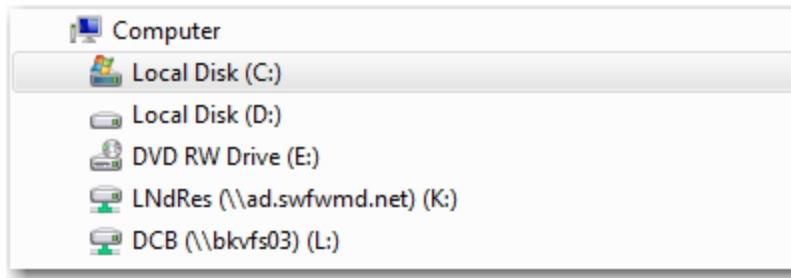 Computer
Local Disk (C:)
Local Disk (D:)
DVD RW Drive (E:)
LNdRes (\\ad.swfwmd.net) (K:)
DCB (\\bkvfs03) (L:)